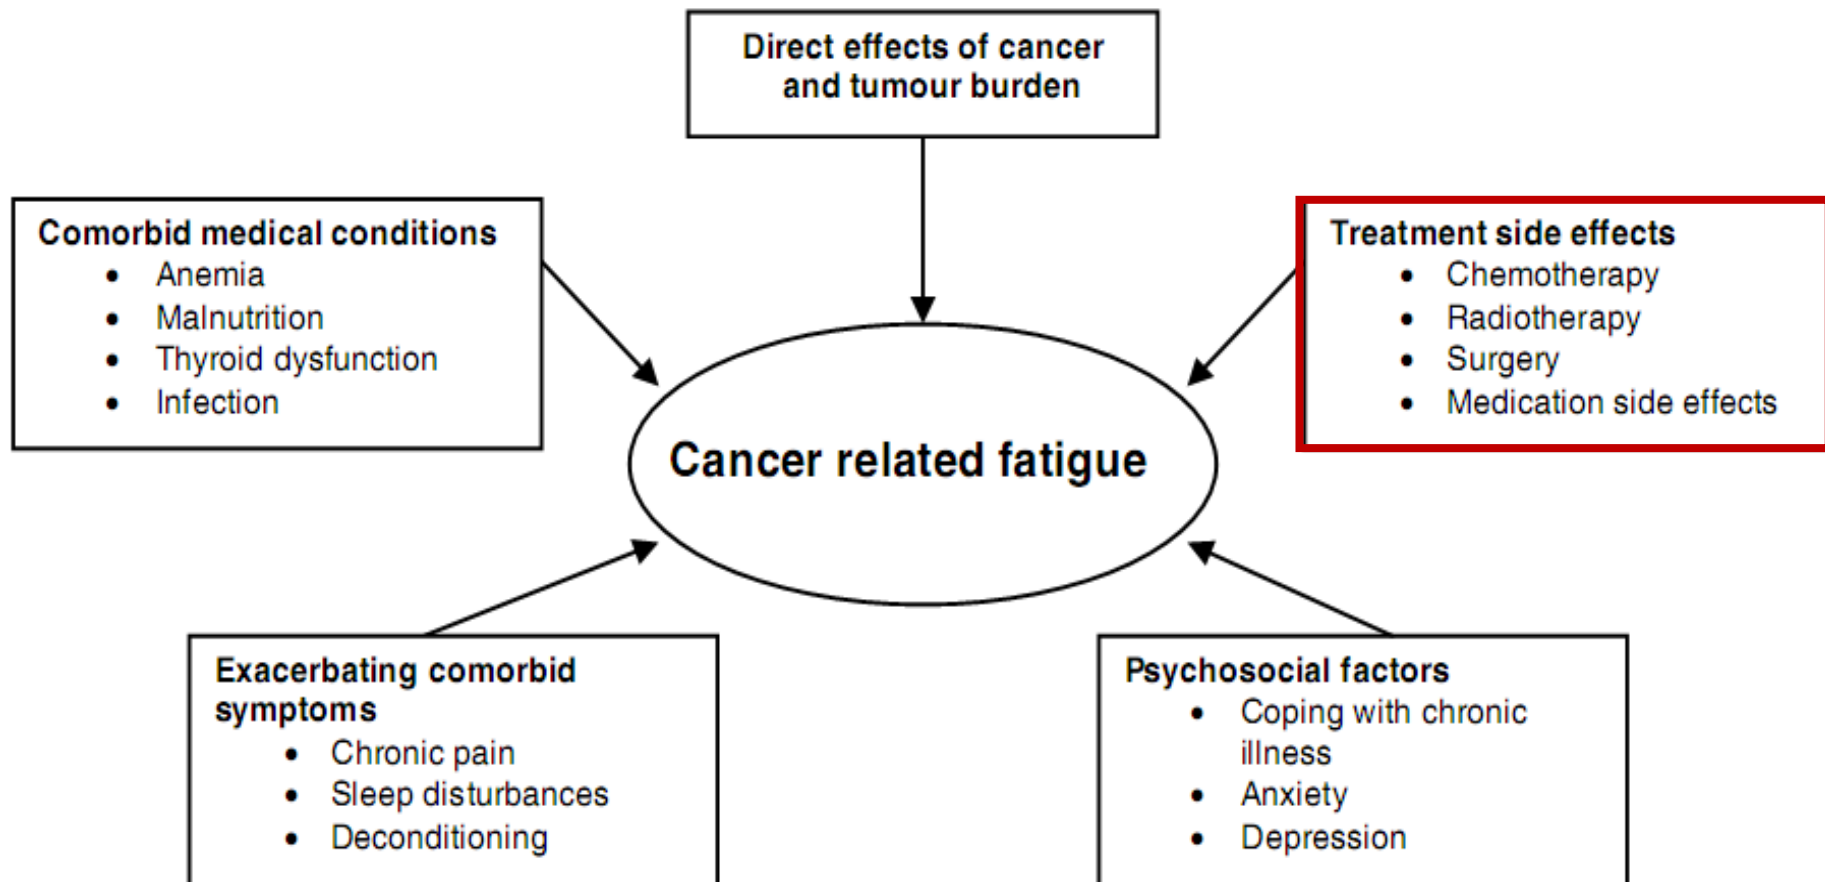 Direct effects of cancer
and tumour burden
Comorbid medical conditions
• Anemia
• Malnutrition
• Thyroid dysfunction
• Infection
Treatment side effects
• Chemotherapy
• Radiotherapy
• Surgery
• Medication side effects
Cancer related fatigue
Exacerbating comorbid
symptoms
• Chronic pain
• Sleep disturbances
• Deconditioning
Psychosocial factors
• Coping with chronic
illness
• Anxiety
• Depression